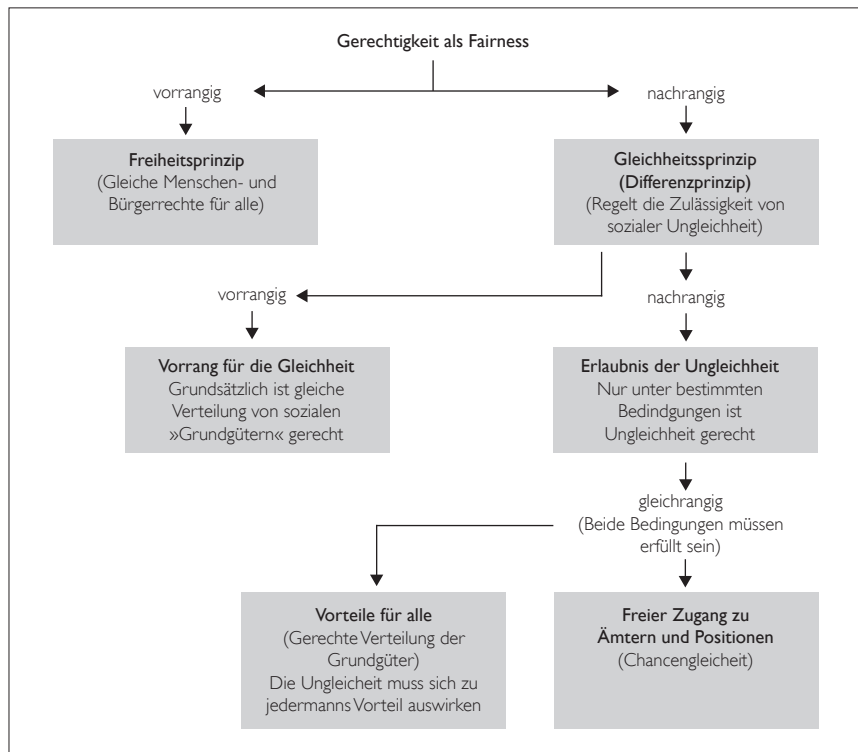 Gerechtigkeit als Fairness
vorrangig
nachrangig
Freiheitsprinzip
(Gleiche Menschen- und
Bürgerrechte für alle)
Gleichheitssprinzip
(Differenzprinzip)
(Regelt die Zulässigkeit von
sozialer Ungleichheit)
vorrangig
nachrangig
Vorrang für die Gleichheit
Grundsätzlich ist gleiche
Verteilung von sozialen
»Grundgütern« gerecht
Erlaubnis der Ungleichheit
Nur unter bestimmten
Bedindgungen ist
Ungleichheit gerecht
gleichrangig
(Beide Bedingungen müssen
erfüllt sein)
Vorteile für alle
(Gerechte Verteilung der
Grundgüter)
Die Ungleicheit muss sich zu
jedermanns Vorteil auswirken
Freier Zugang zu
Ämtern und Positionen
(Chancengleicheit)